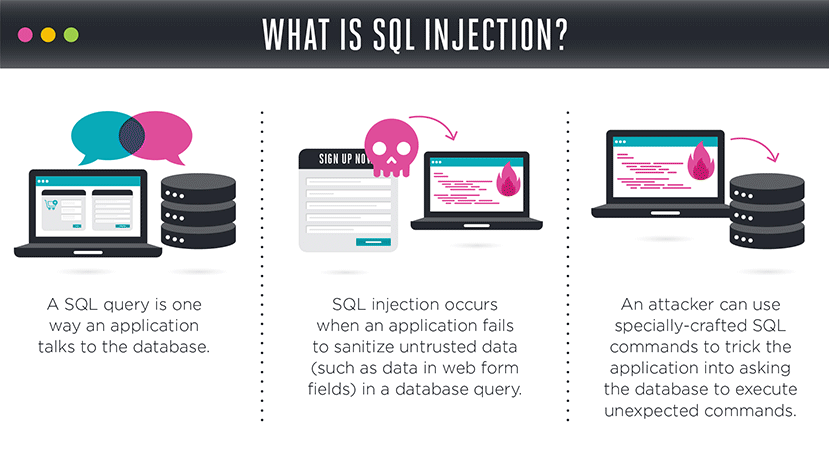 WHAT IS SQL INJECTION?
SIGN UP NOW
A SQL query is one
way an application
talks to the database.
SQL injection occurs
when an application fails
to sanitize untrusted data
(such as data in web form
fields) in a database query.
An attacker can use
specially-crafted SQL
commands to trick the
application into asking
the database to execute
unexpected commands.